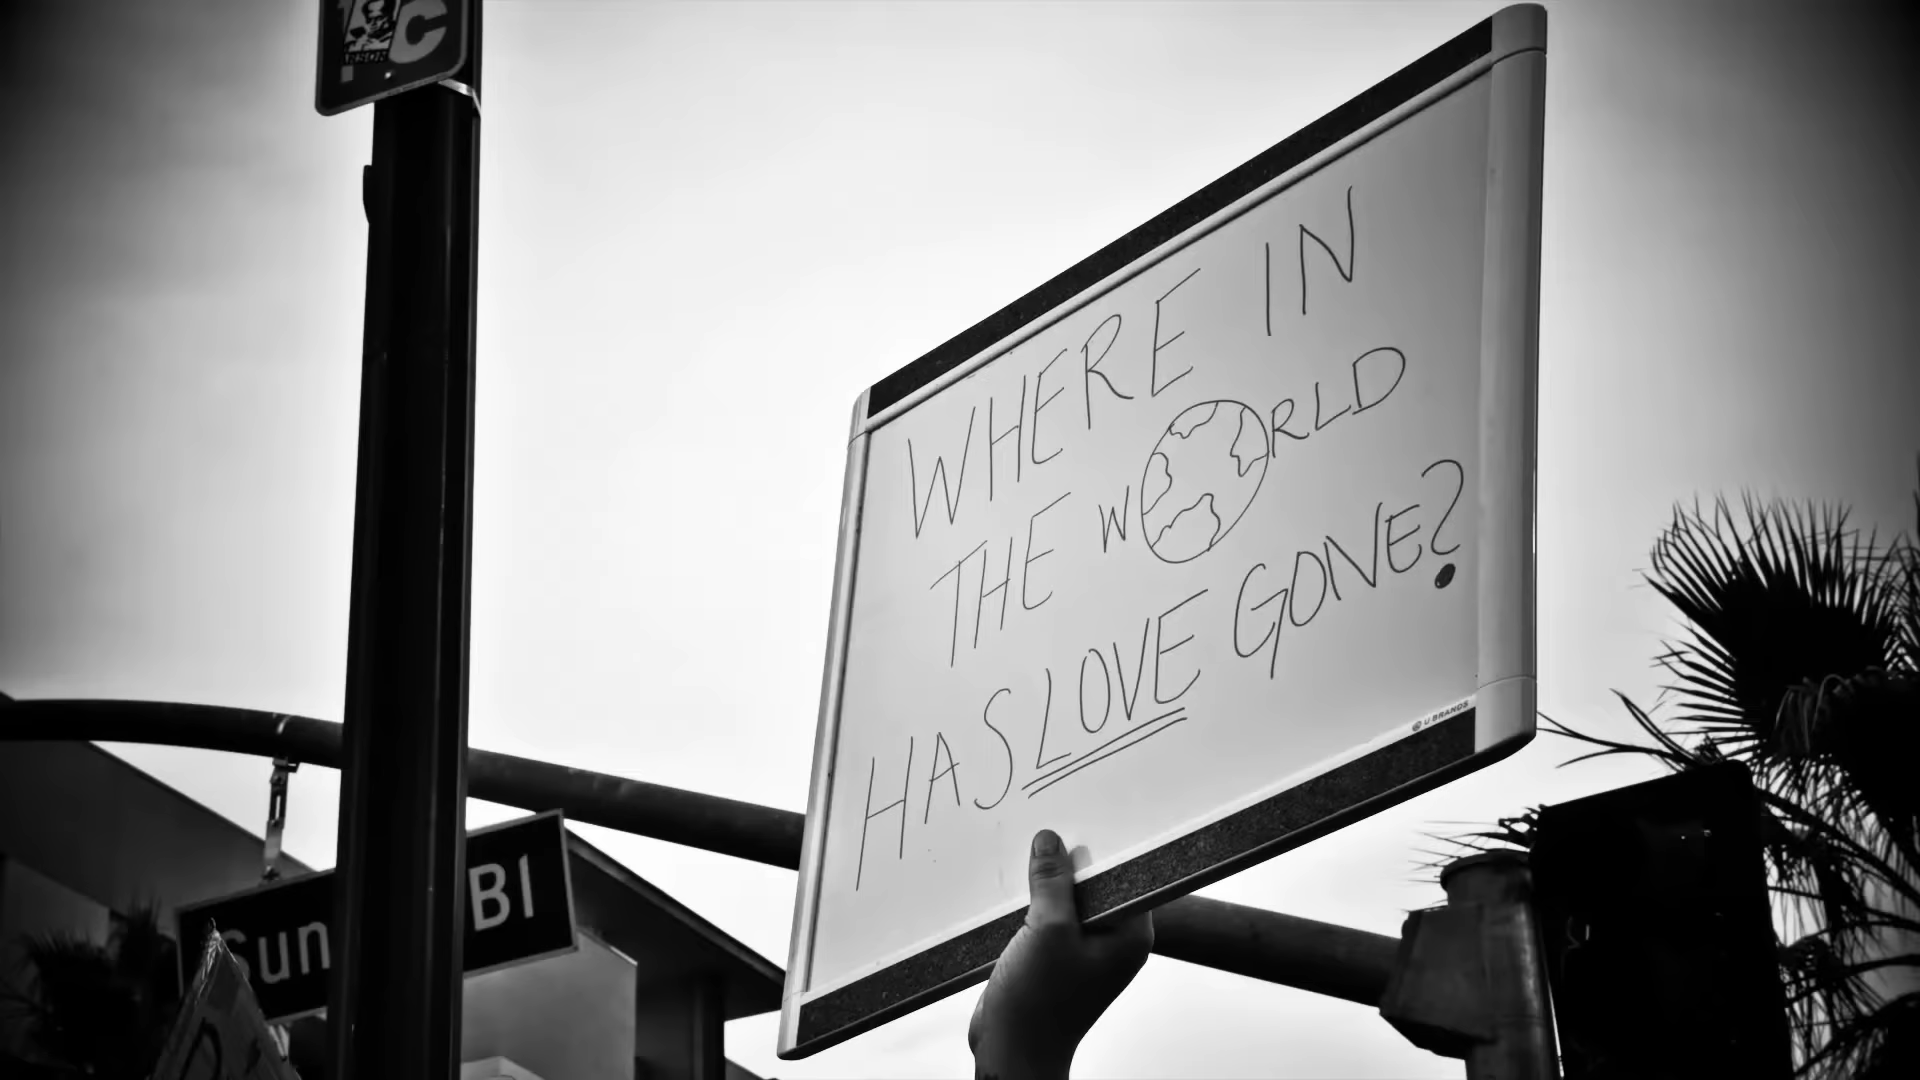 C
WHERE IN
THE WORLD
HAS LOVE GONE?
© U BRANDS
Sun Bl